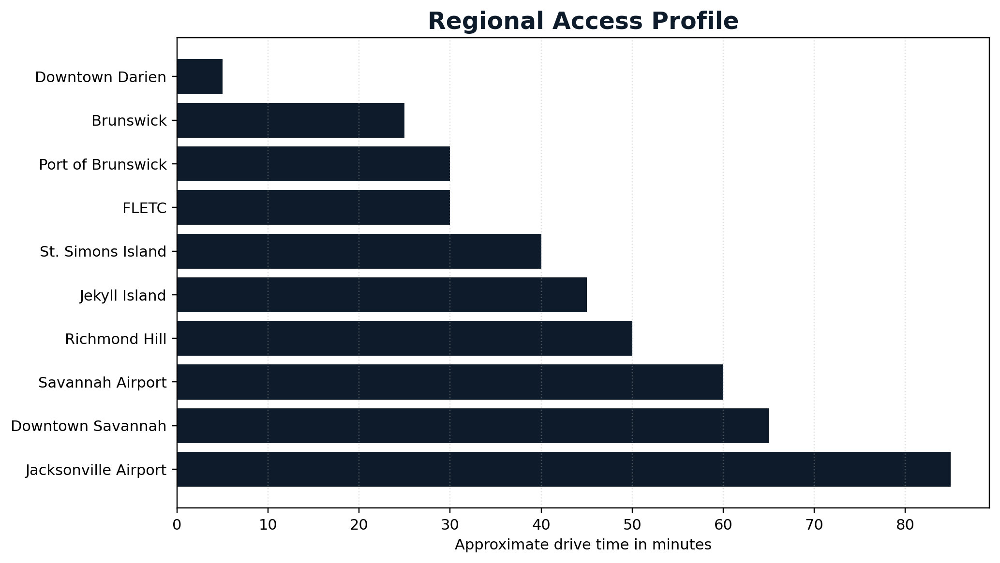 Regional Access Profile
Downtown Darien
Brunswick
Port of Brunswick
FLETC
St. Simons Island
Jekyll Island
Richmond Hill
Savannah Airport
Downtown Savannah
Jacksonville Airport
0 10 20 30 40 50 60 70 80
Approximate drive time in minutes